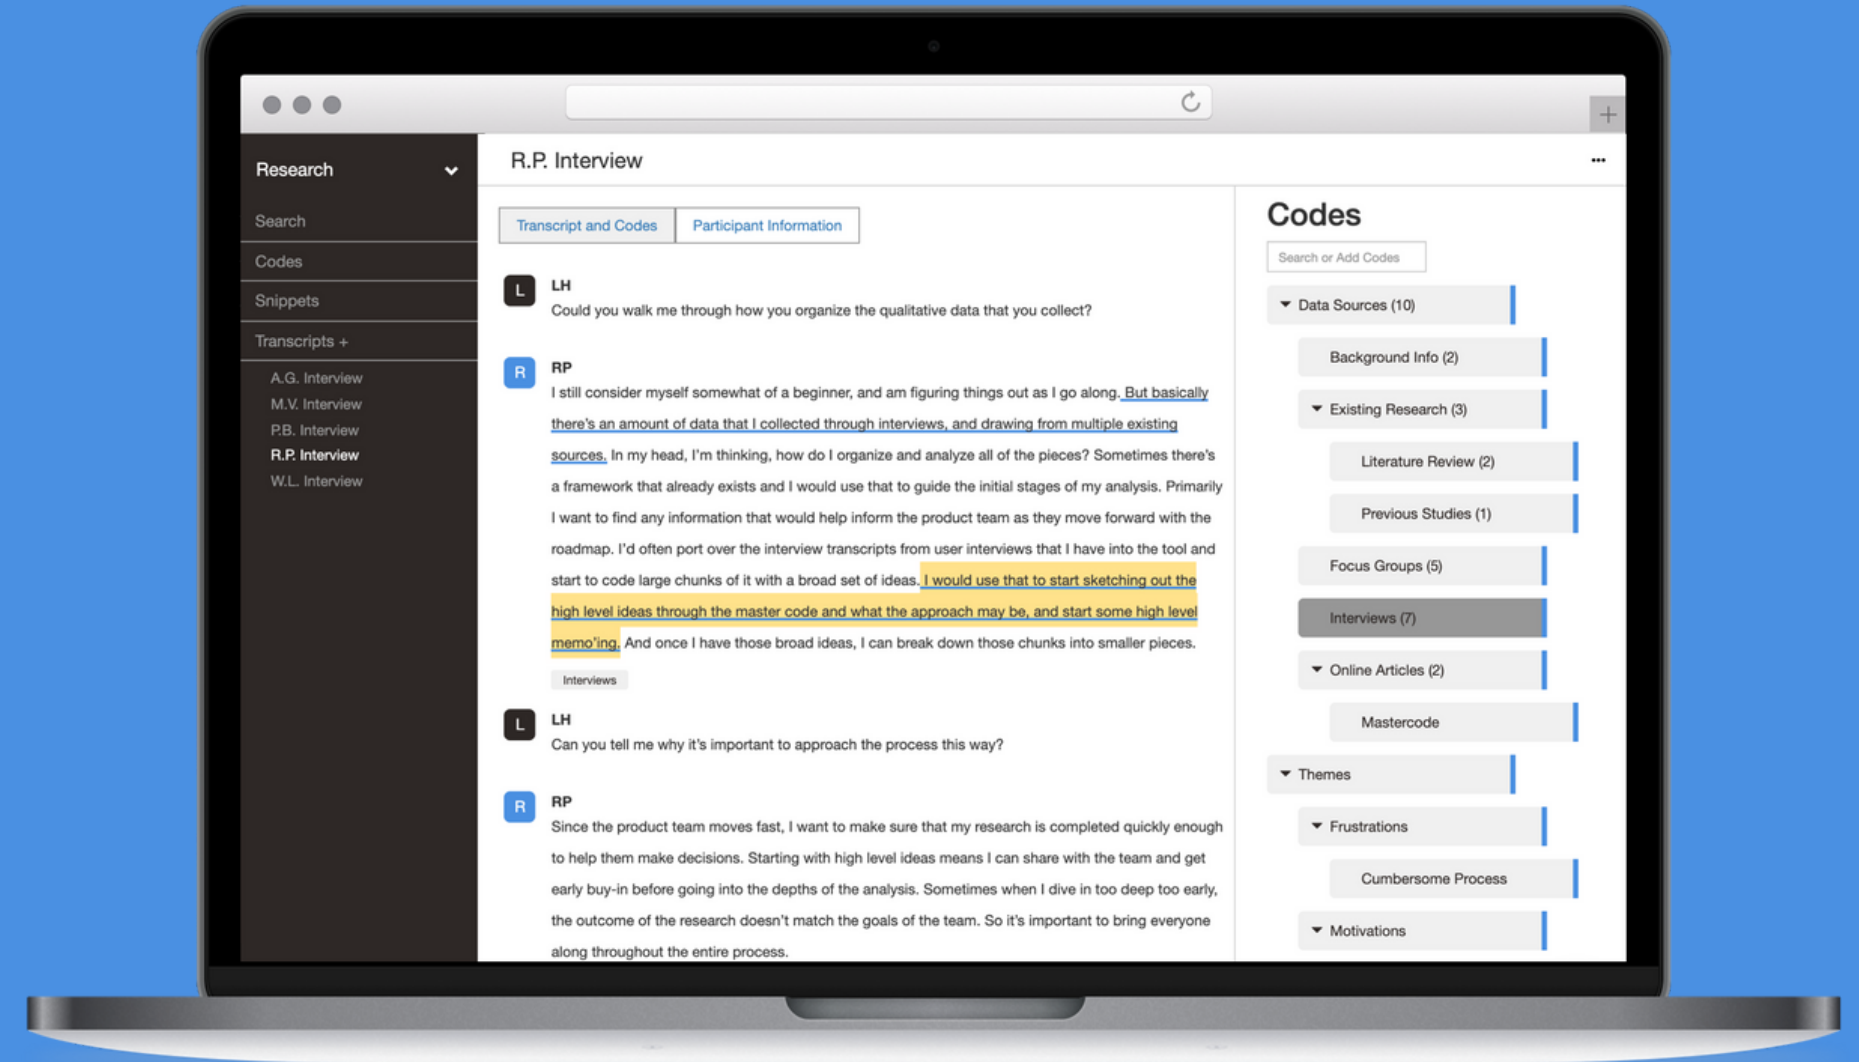 Research
Search
Codes
Snippets
Transcripts +
A.G. Interview
M.V. Interview
P.B. Interview
R.P. Interview
W.L. Interview
R.P. Interview
Transcript and Codes
Participant Information
L
LH
Could you walk me through how you organize the qualitative data that you collect?
R
RP
I still consider myself somewhat of a beginner, and am figuring things out as I go along. But basically
there's an amount of data that I collected through interviews, and drawing from multiple existing
sources. In my head, I'm thinking, how do I organize and analyze all of the pieces? Sometimes there's
a framework that already exists and I would use that to guide the initial stages of my analysis. Primarily
I want to find any information that would help inform the product team as they move forward with the
roadmap. I'd often port over the interview transcripts from user interviews that I have into the tool and
start to code large chunks of it with a broad set of ideas. I would use that to start sketching out the
high level ideas through the master code and what the approach may be, and start some high level
memo'ing. And once I have those broad ideas, I can break down those chunks into smaller pieces.
Interviews
L
LH
Can you tell me why it's important to approach the process this way?
R
RP
Since the product team moves fast, I want to make sure that my research is completed quickly enough
to help them make decisions. Starting with high level ideas means I can share with the team and get
early buy-in before going into the depths of the analysis. Sometimes when I dive in too deep too early,
the outcome of the research doesn't match the goals of the team. So it's important to bring everyone
along throughout the entire process.
Codes
Search or Add Codes
Data Sources (10)
Background Info (2)
Existing Research (3)
Literature Review (2)
Previous Studies (1)
Focus Groups (5)
Interviews (7)
Online Articles (2)
Mastercode
Themes
Frustrations
Cumbersome Process
Motivations